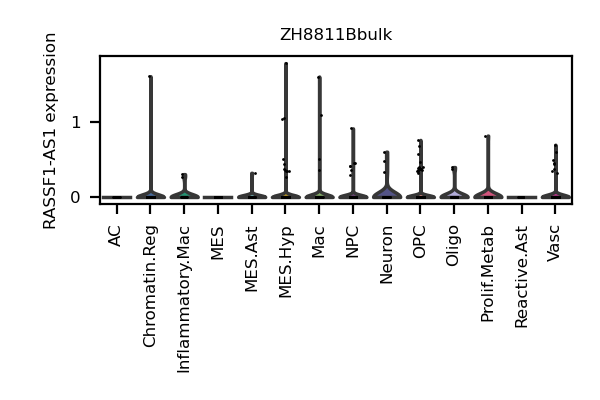 ZH8811Bbulk
RASSF1-AS1 expression
1
0
AC
Chromatin.Reg
Inflammatory.Mac
MES
MES.Ast
MES.Hyp
Mac
NPC
Neuron
OPC
Oligo
Prolif.Metab
Reactive.Ast
Vasc